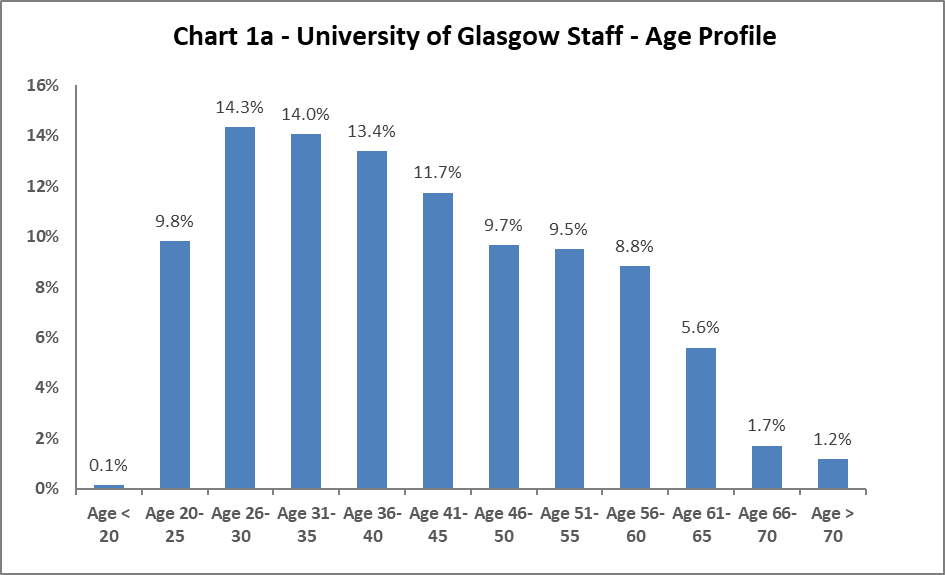 Chart 1a - University of Glasgow Staff - Age Profile
16%
14%
12%
10%
8%
6%
4%
2%
0%
0.1%
9.8%
14.3%
14.0%
13.4%
11.7%
9.7%
9.5%
8.8%
5.6%
1.7%
1.2%
Age < 20
Age 20-25
Age 26-30
Age 31-35
Age 36-40
Age 41-45
Age 46-50
Age 51-55
Age 56-60
Age 61-65
Age 66-70
Age > 70